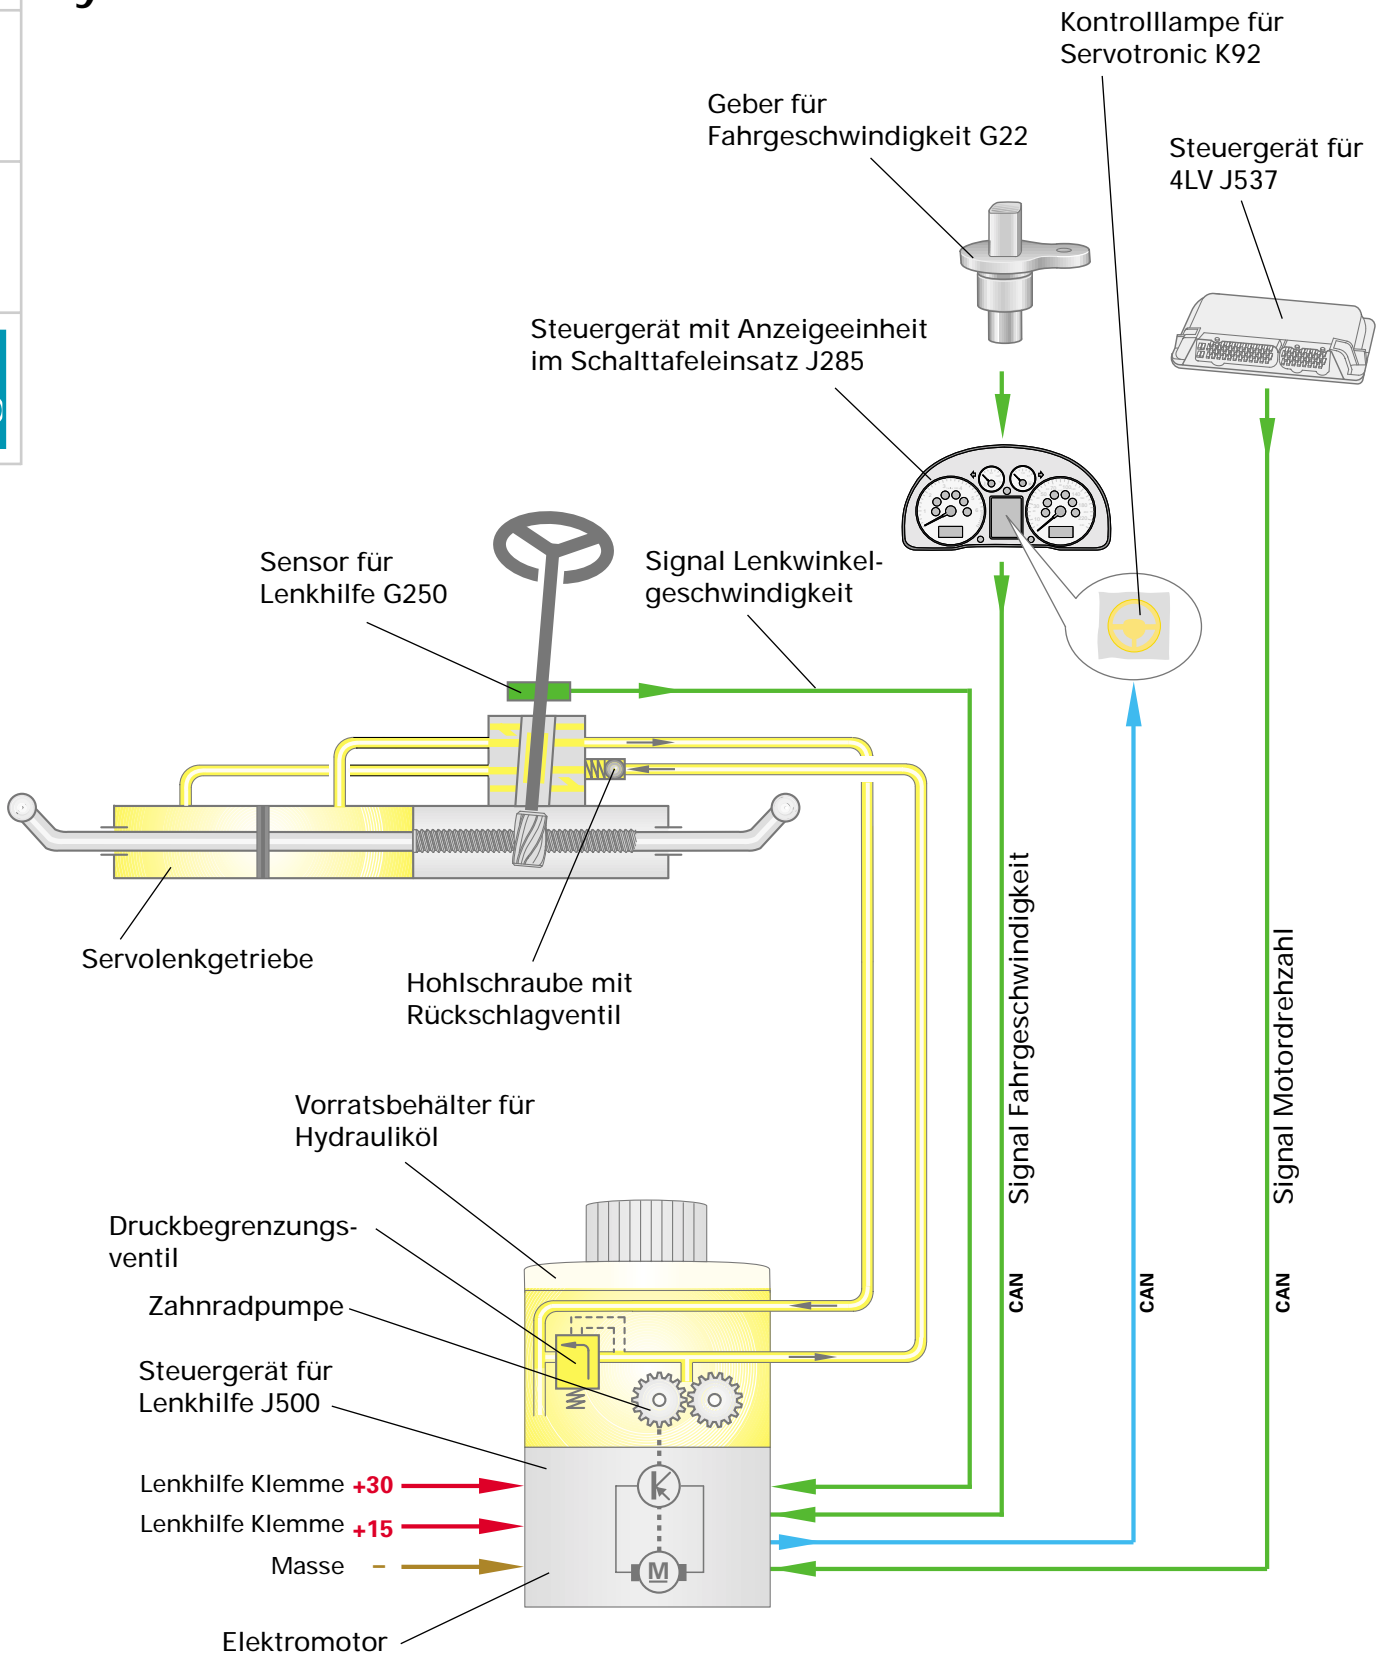 Kontrolllampe für
Servotronic K92
Geber für
Fahrgeschwindigkeit G22
Steuergerät für
4LV J537
Steuergerät mit Anzeigeeinheit
im Schalttafeleinsatz J285
Sensor für
Lenkhilfe G250
Signal Lenkwinkel-
geschwindigkeit
Servolenkgetriebe
Hohlschraube mit
Rückschlagventil
Signal Fahrgeschwindigkeit
Signal Motordrehzahl
Vorratsbehälter für
Hydrauliköl
Druckbegrenzungs-
ventil
Zahnradpumpe
CAN
CAN
CAN
Steuergerät für
Lenkhilfe J500
Lenkhilfe Klemme +30
Lenkhilfe Klemme +15
Masse –
M
Elektromotor